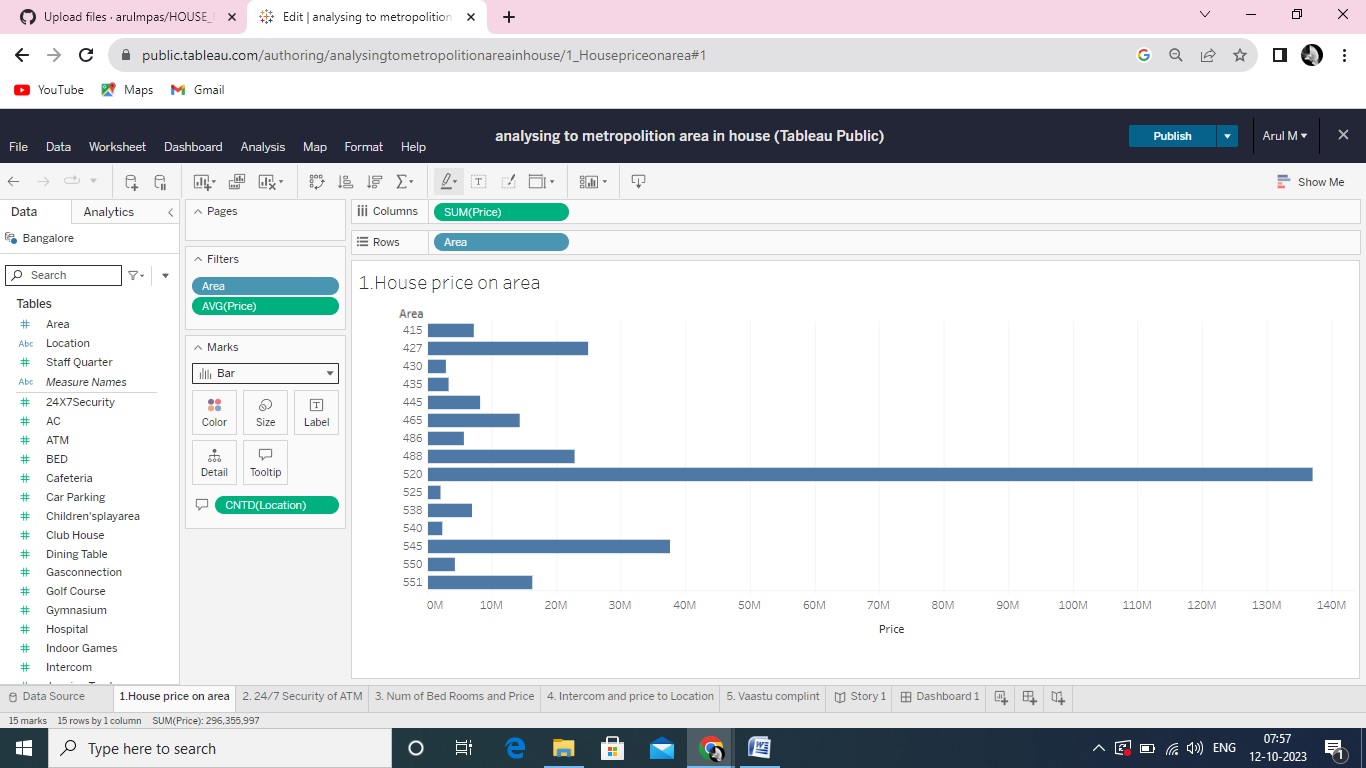 Upload files · arulmpas/HOUSE_
Edit | analysing to metropolition
public.tableau.com/authoring/analysingtometropolitionareainhouse/1_Housepriceonarea#1
YouTube Maps Gmail
analysing to metropolition area in house (Tableau Public)
Publish
Arul M
File Data Worksheet Dashboard Analysis Map Format Help
Show Me
Data Analytics
Pages
Columns SUM(Price)
Bangalore
Rows Area
Search
Filters
Area
AVG(Price)
Marks
Bar
Color Size Label
Detail Tooltip
CNTD(Location)
Tables
Area
Abc Location
Staff Quarter
Abc Measure Names
24X7Security
AC
ATM
BED
Cafeteria
Car Parking
Children'splayarea
Club House
Dining Table
Gasconnection
Golf Course
Gymnasium
Hospital
Indoor Games
Intercom
1.House price on area
Area
415
427
430
435
445
465
486
488
520
525
538
540
545
550
551
0M 10M 20M 30M 40M 50M 60M 70M 80M 90M 100M 110M 120M 130M 140M
Price
Data Source 1.House price on area 2. 24/7 Security of ATM 3. Num of Bed Rooms and Price 4. Intercom and price to Location 5. Vaastu complint Story 1 Dashboard 1
15 marks 15 rows by 1 column SUM(Price): 296,355,997
Type here to search
ENG
07:57
12-10-2023
1